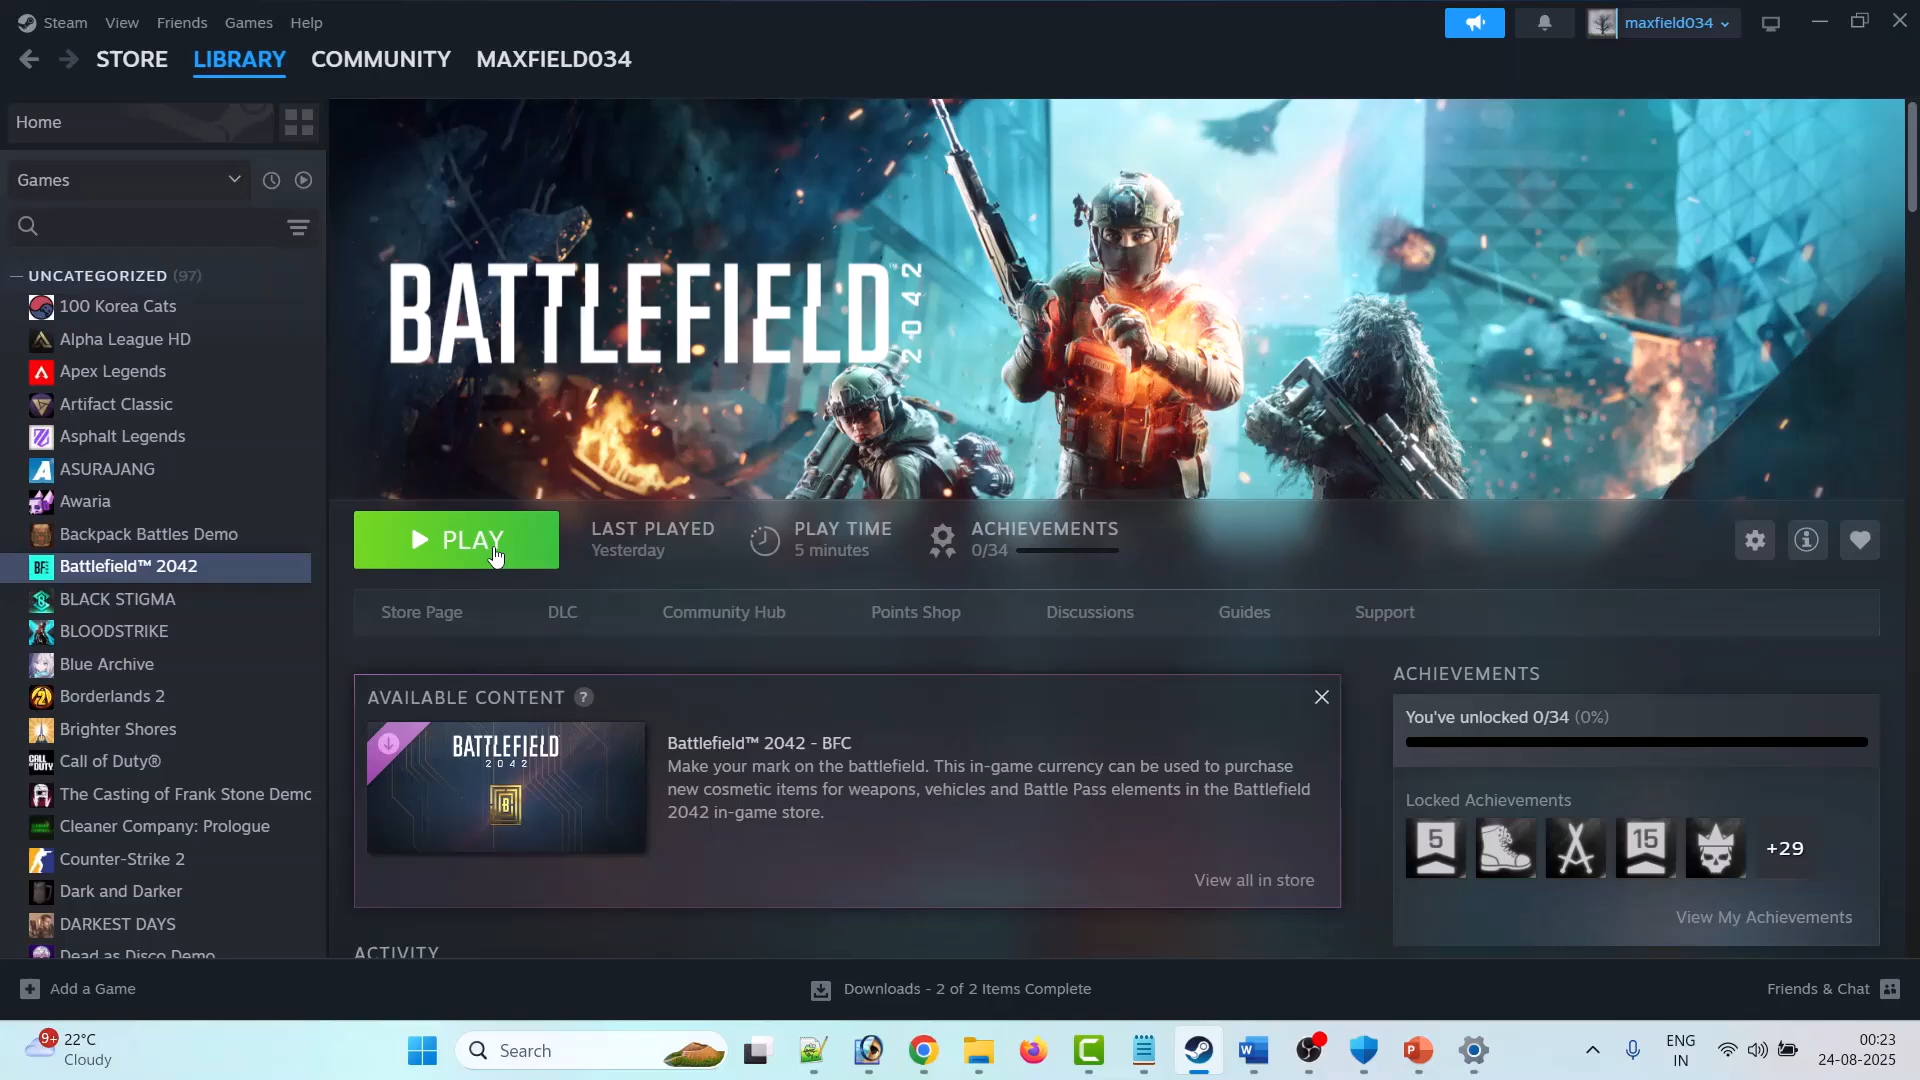 Steam View Friends Games Help
maxfield034
STORE LIBRARY COMMUNITY MAXFIELD034
Home
Games
UNCATEGORIZED (97)
100 Korea Cats
Alpha League HD
Apex Legends
Artifact Classic
Asphalt Legends
ASURAJANG
Awaria
Backpack Battles Demo
Battlefield™ 2042
BLACK STIGMA
BLOODSTRIKE
Blue Archive
Borderlands 2
Brighter Shores
Call of Duty®
The Casting of Frank Stone Demo
Cleaner Company: Prologue
Counter-Strike 2
Dark and Darker
DARKEST DAYS
Dead as Disco Demo
Add a Game
BATTLEFIELD™ 2042
PLAY
LAST PLAYED
Yesterday
PLAY TIME
5 minutes
ACHIEVEMENTS
0/34
Store Page DLC Community Hub Points Shop Discussions Guides Support
AVAILABLE CONTENT ?
BATTLEFIELD
2042
Battlefield™ 2042 - BFC
Make your mark on the battlefield. This in-game currency can be used to purchase
new cosmetic items for weapons, vehicles and Battle Pass elements in the Battlefield
2042 in-game store.
View all in store
ACTIVITY
ACHIEVEMENTS
You've unlocked 0/34 (0%)
Locked Achievements
5 15 +29
View My Achievements
Downloads - 2 of 2 Items Complete
Friends & Chat
9+ 22°C
Cloudy
Search
ENG
IN
00:23
24-08-2025